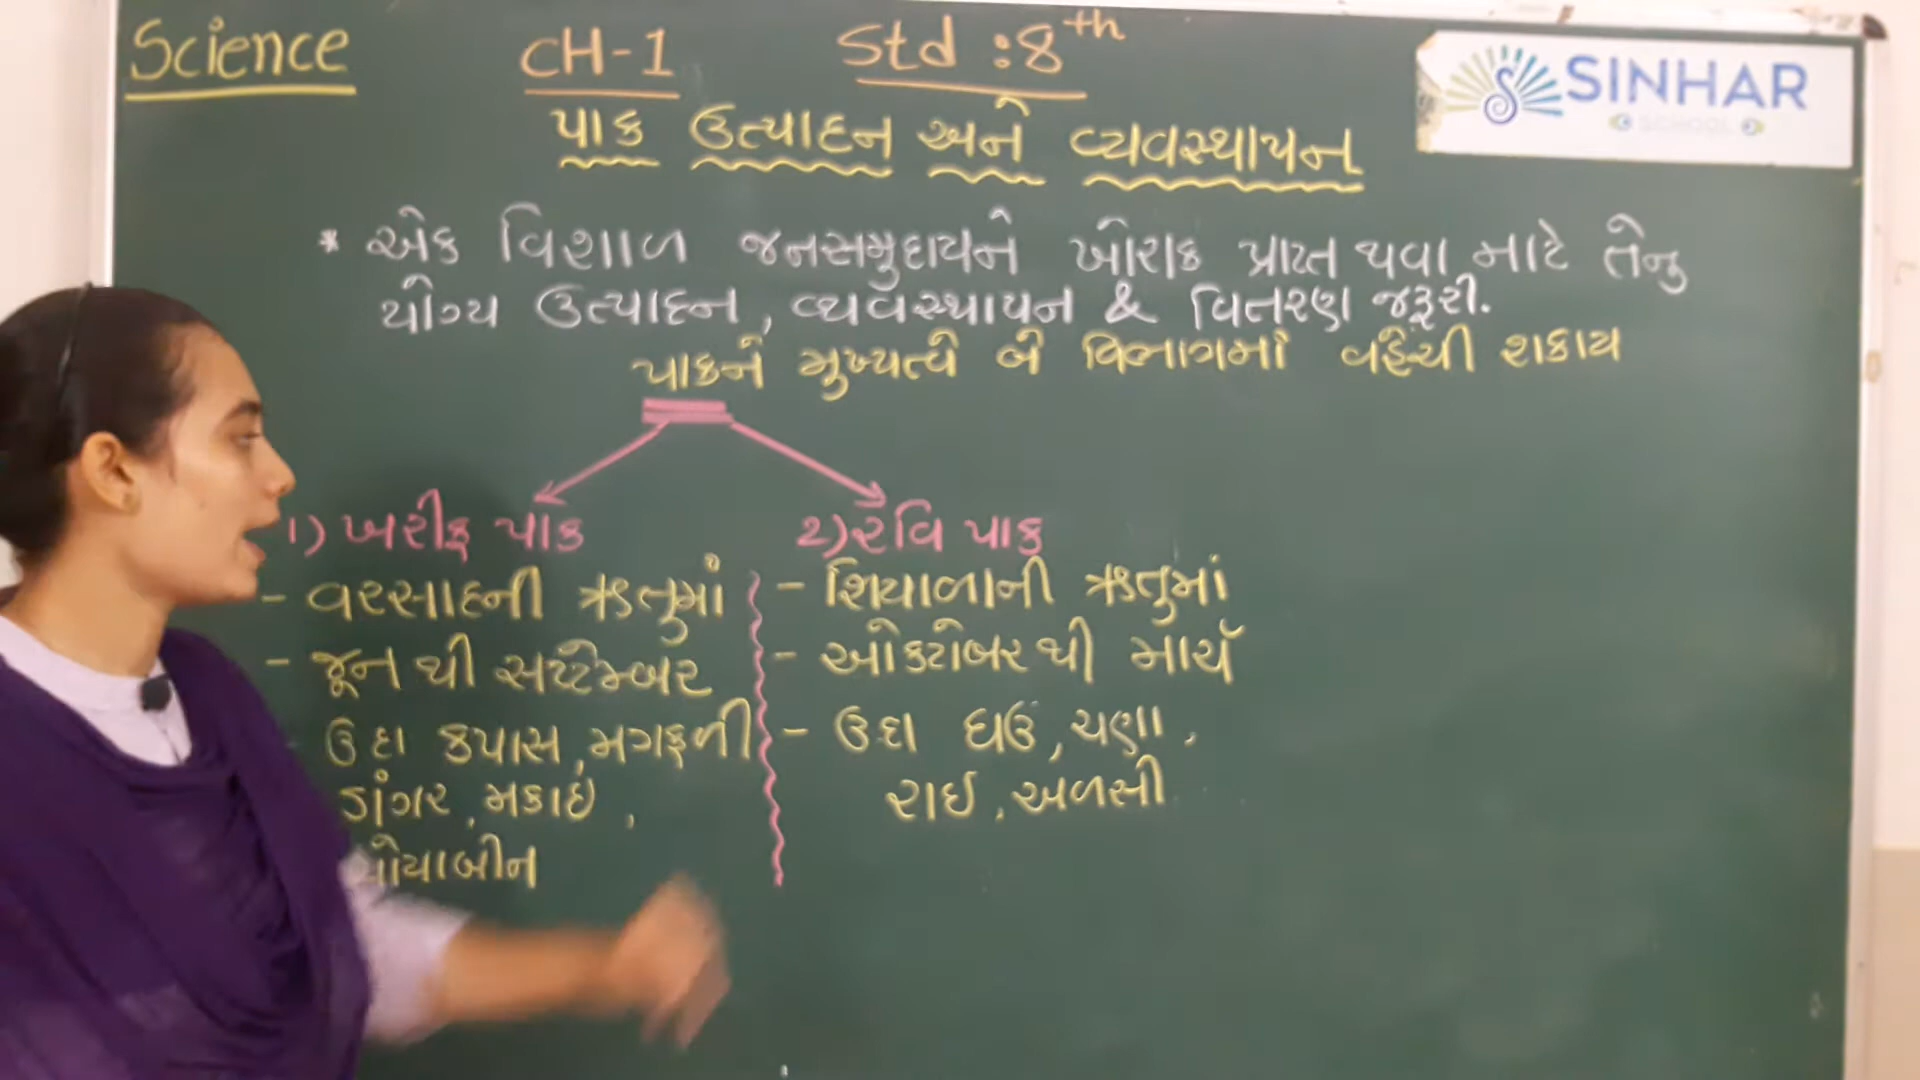 Science CH-1 Std :8th
SINHAR
SCHOOL
પાક ઉત્પાદન અને વ્યવસ્થાપન
* એક વિશાળ જનસમુદાયને ખોરાક પ્રાપ્ત થવા માટે તેનુ
યોગ્ય ઉત્પાદન, વ્યવસ્થાપન & વિતરણ જરૂરી.
પાકને મુખ્યત્વે બે વિભાગમાં વહેંચી શકાય
1) ખરીફ પાક
- વરસાદની ઋતુમાં
- જૂન થી સપ્ટેમ્બર
- ઉદા કપાસ, મગફળી
ડાંગર, મકાઇ,
સોયાબીન
2) રવિ પાક
- શિયાળાની ઋતુમાં
- ઓક્ટોબર થી માર્ચ
- ઉદા ઘઉં, ચણા,
રાઈ, અળસી